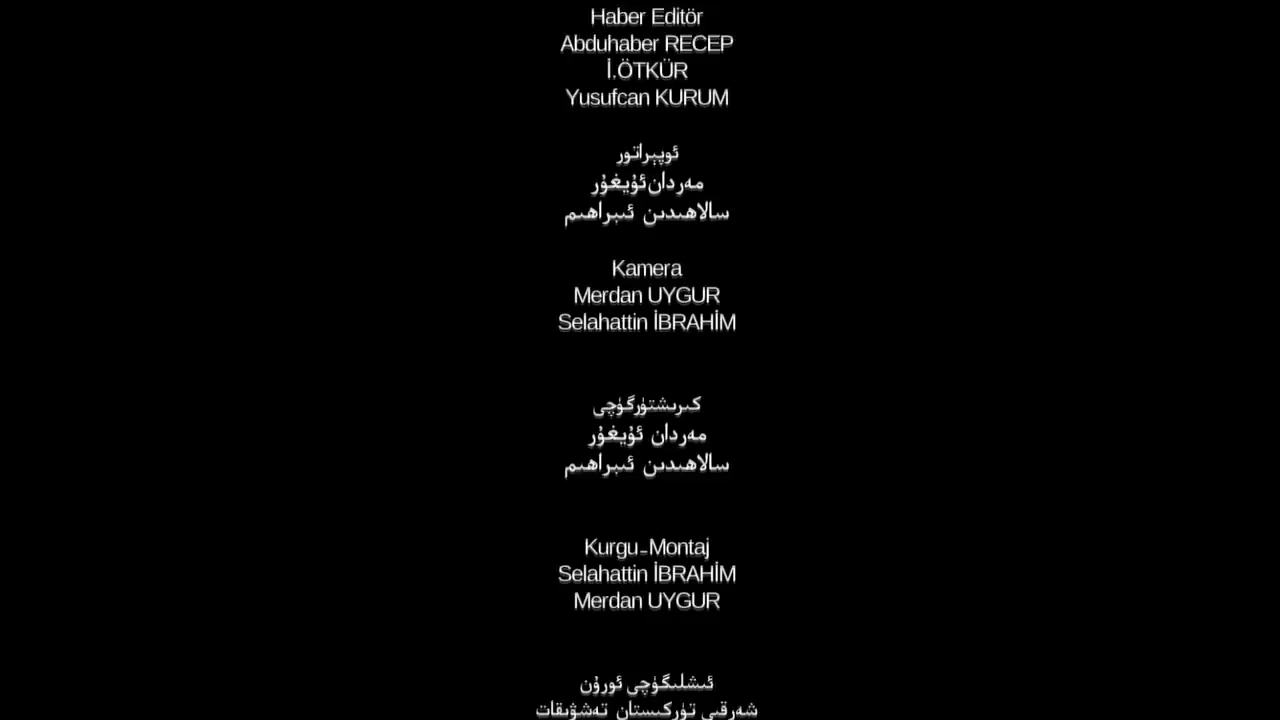 Haber Editör
Abduhaber RECEP
İ.ÖTKÜR
Yusufcan KURUM
ئوپېراتور
مەردان ئۇيغۇر
سالاھىدىن ئىبراھىم
Kamera
Merdan UYGUR
Selahattin İBRAHİM
كىرىشتۈرگۈچى
مەردان ئۇيغۇر
سالاھىدىن ئىبراھىم
Kurgu-Montaj
Selahattin İBRAHİM
Merdan UYGUR
ئىشلىگۈچى ئورۇن
شەرقىي تۈركىستان تەشۋىقات